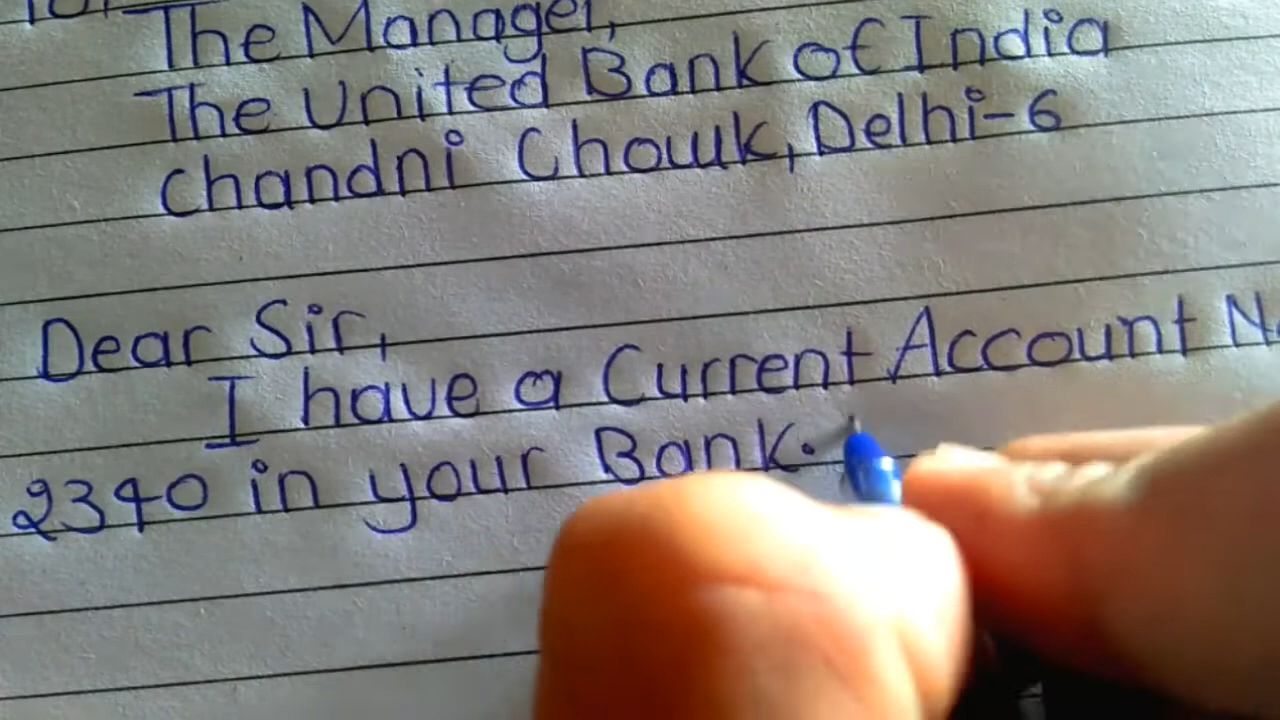 The Manager,
The United Bank of India
Chandni Chowk, Delhi-6
Dear Sir,
I have a Current Account N.
2340 in your Bank.